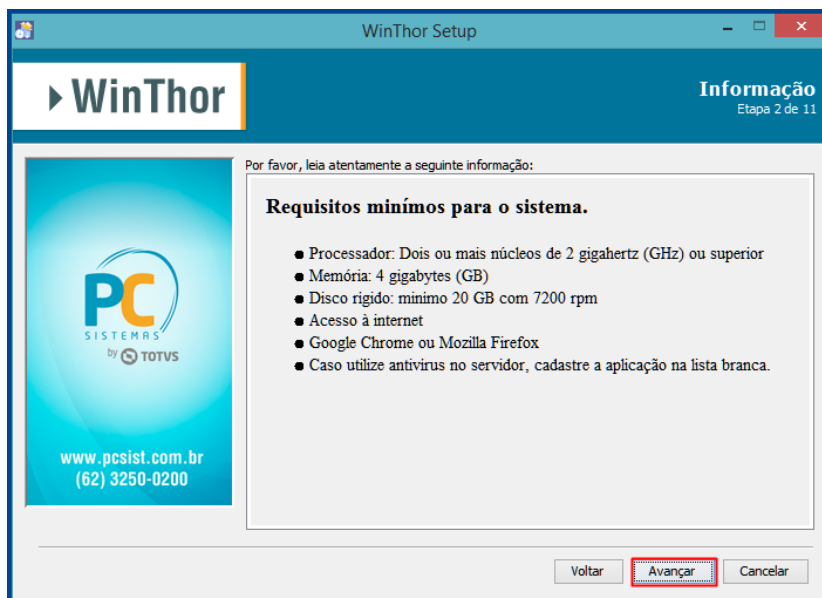 WinThor Setup
WinThor
Informação
Etapa 2 de 11
Por favor, leia atentamente a seguinte informação:
Requisitos minímos para o sistema.
Processador: Dois ou mais núcleos de 2 gigahertz (GHz) ou superior
Memória: 4 gigabytes (GB)
Disco rigido: minimo 20 GB com 7200 rpm
Acesso à internet
Google Chrome ou Mozilla Firefox
Caso utilize antivirus no servidor, cadastre a aplicação na lista branca.
PC
SISTEMAS
by TOTVS
www.pcsist.com.br
(62) 3250-0200
Voltar
Avançar
Cancelar